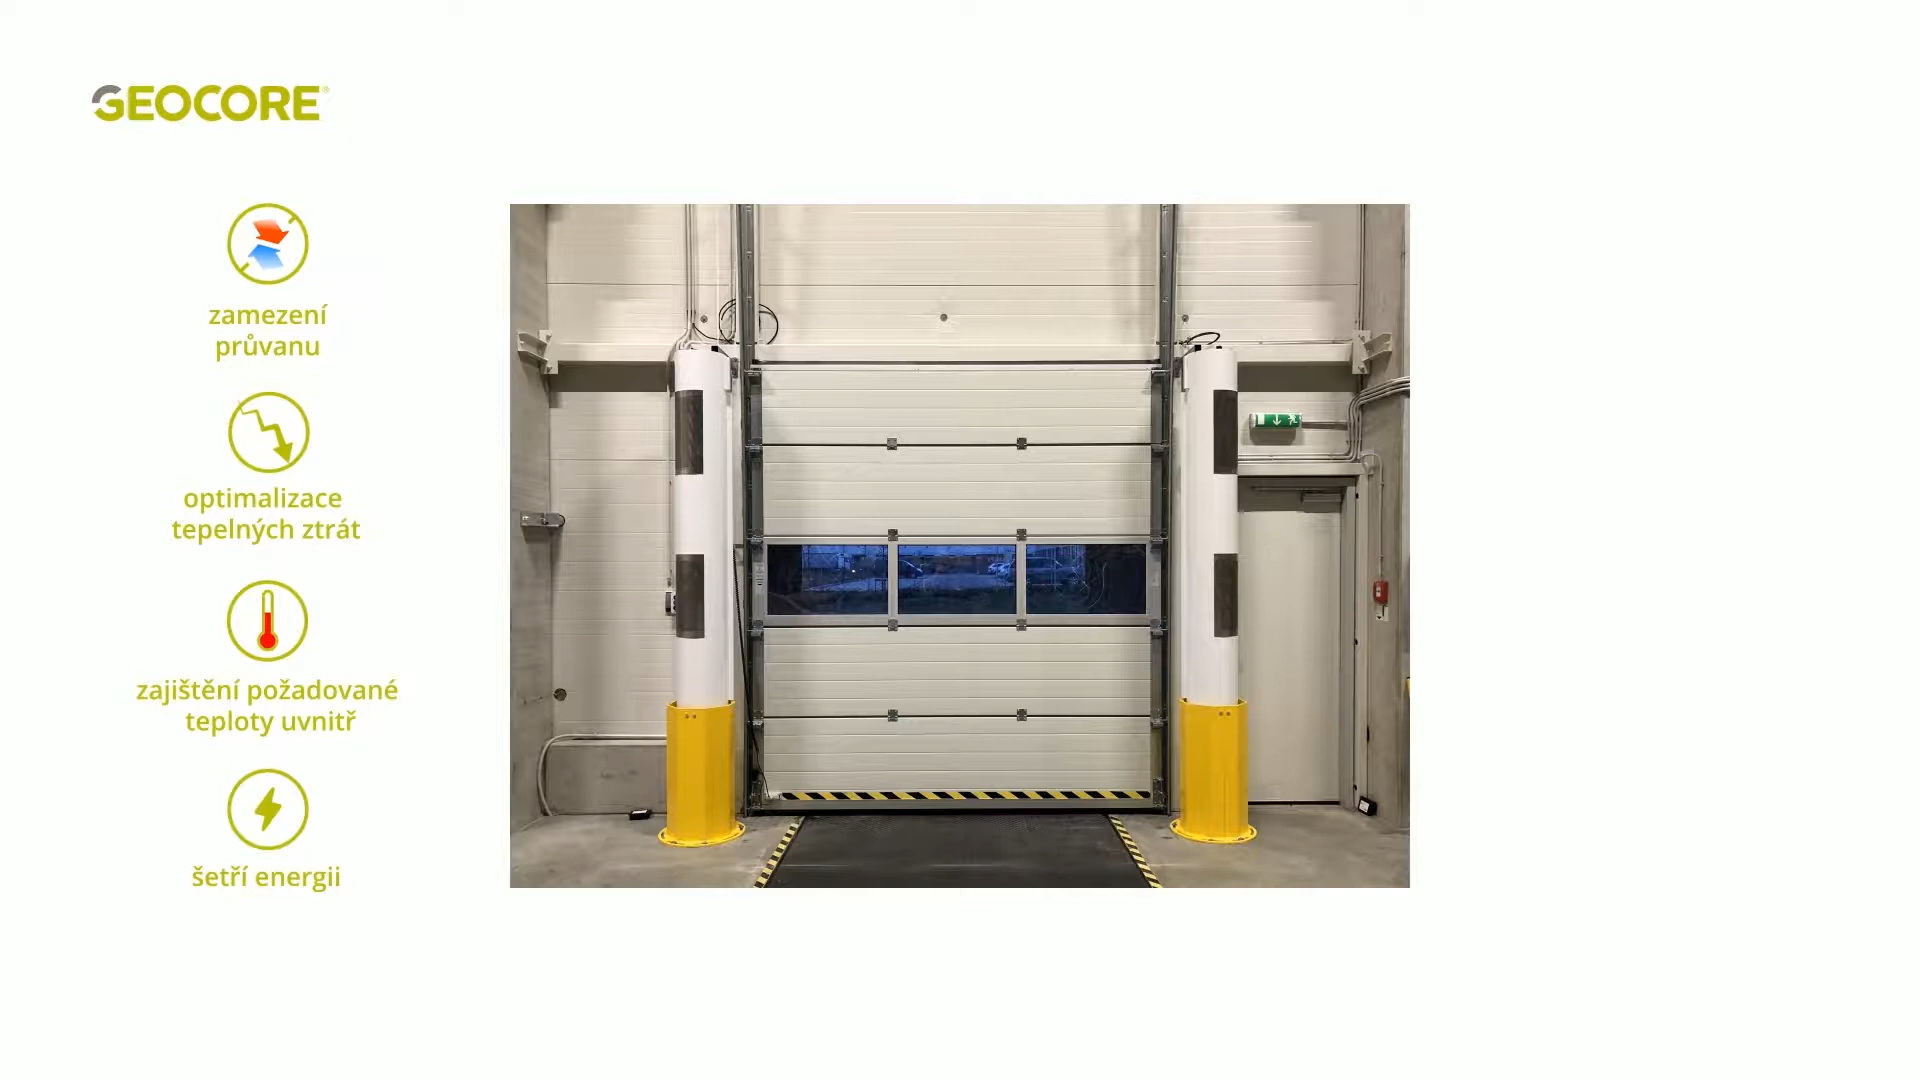 GEOCORE®
zamezení
průvanu
optimalizace
tepelných ztrát
zajištění požadované
teploty uvnitř
šetří energii